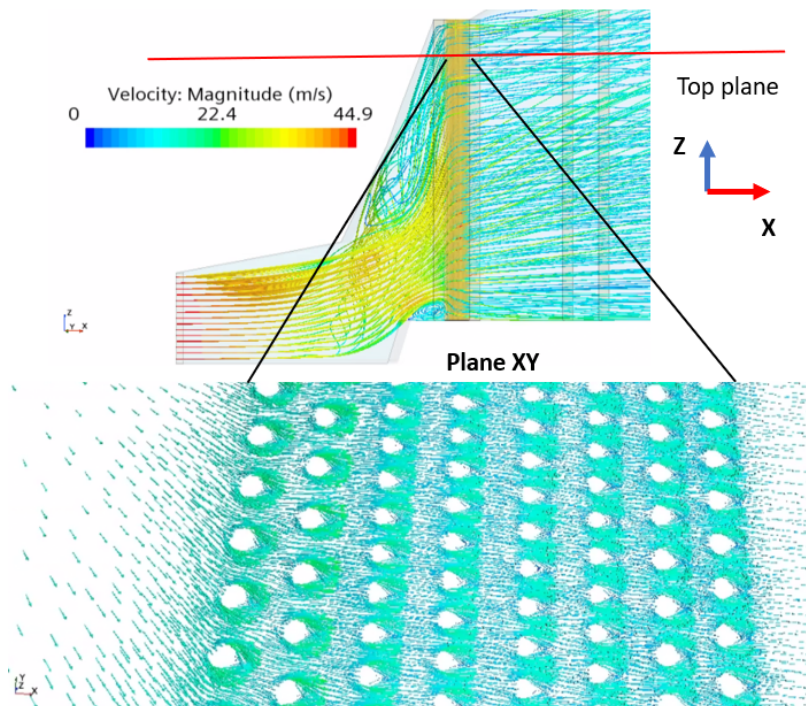 Velocity: Magnitude (m/s)
0 22.4 44.9
Top plane
Z
X
Z
Y X
Plane XY
Y
Z X